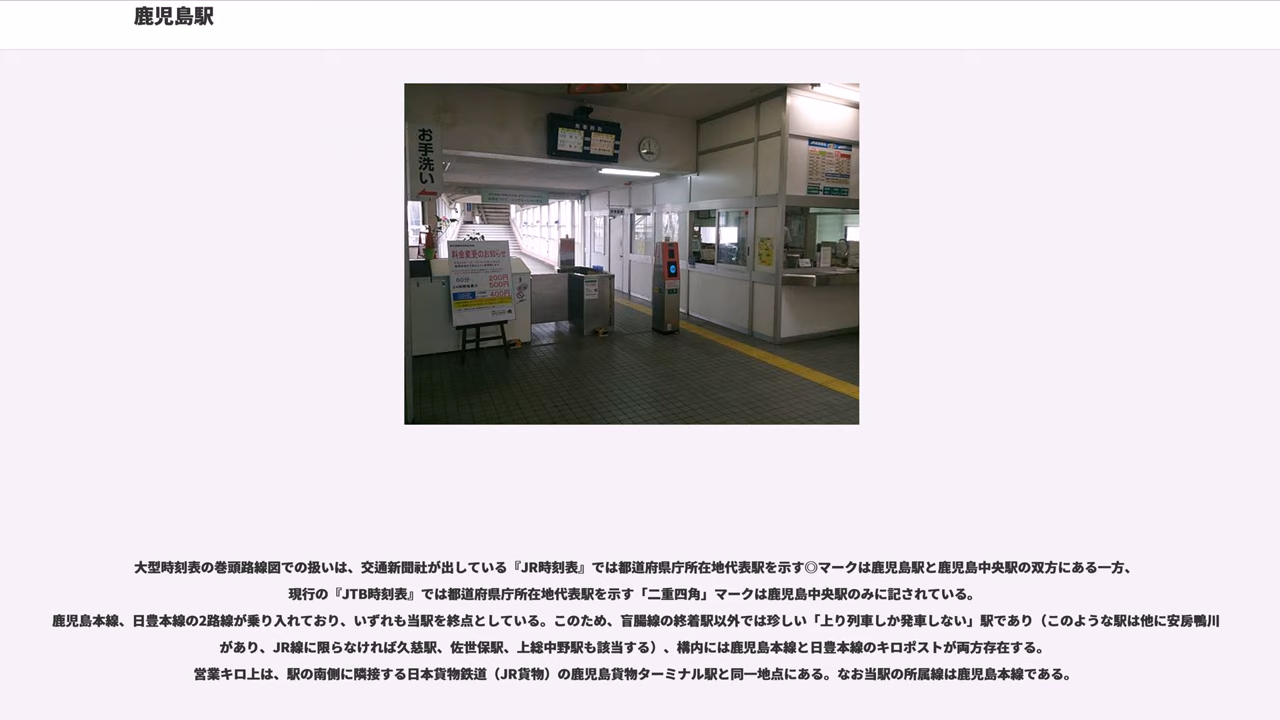 鹿児島駅
お手洗い
料金変更のお知らせ
60分
200円
500円
400円
大型時刻表の巻頭路線図での扱いは、交通新聞社が出している『JR時刻表』では都道府県庁所在地代表駅を示す◎マークは鹿児島駅と鹿児島中央駅の双方にある一方、
現行の『JTB時刻表』では都道府県庁所在地代表駅を示す「二重四角」マークは鹿児島中央駅のみに記されている。
鹿児島本線、日豊本線の2路線が乗り入れており、いずれも当駅を終点としている。このため、盲腸線の終着駅以外では珍しい「上り列車しか発車しない」駅であり（このような駅は他に安房鴨川
があり、JR線に限らなければ久慈駅、佐世保駅、上総中野駅も該当する）、構内には鹿児島本線と日豊本線のキロポストが両方存在する。
営業キロ上は、駅の南側に隣接する日本貨物鉄道（JR貨物）の鹿児島貨物ターミナル駅と同一地点にある。なお当駅の所属線は鹿児島本線である。